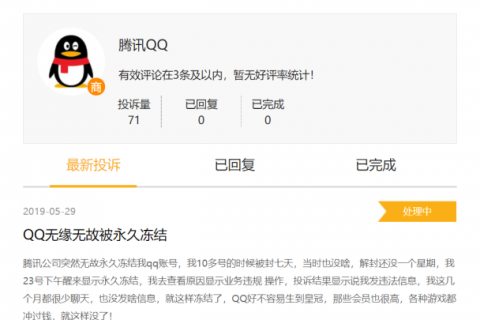 腾讯QQ
有效评论在3条及以内，暂无好评率统计！
商
投诉量 已回复 已完成
71 0 0
最新投诉 已回复 已完成
2019-05-29 处理中
QQ无缘无故被永久冻结
腾讯公司突然无故永久冻结我qq账号，我10多号的时候被封七天，当时也没啥，解封还没一个星期，我
23号下午醒来显示永久冻结，我去查看原因显示业务违规 操作，投诉结果显示说我发违法信息，我这几
个月都很少聊天，也没发啥信息，就这样冻结了，QQ好不容易生到皇冠，那些会员也很高，各种游戏都
冲过钱，就这样没了！